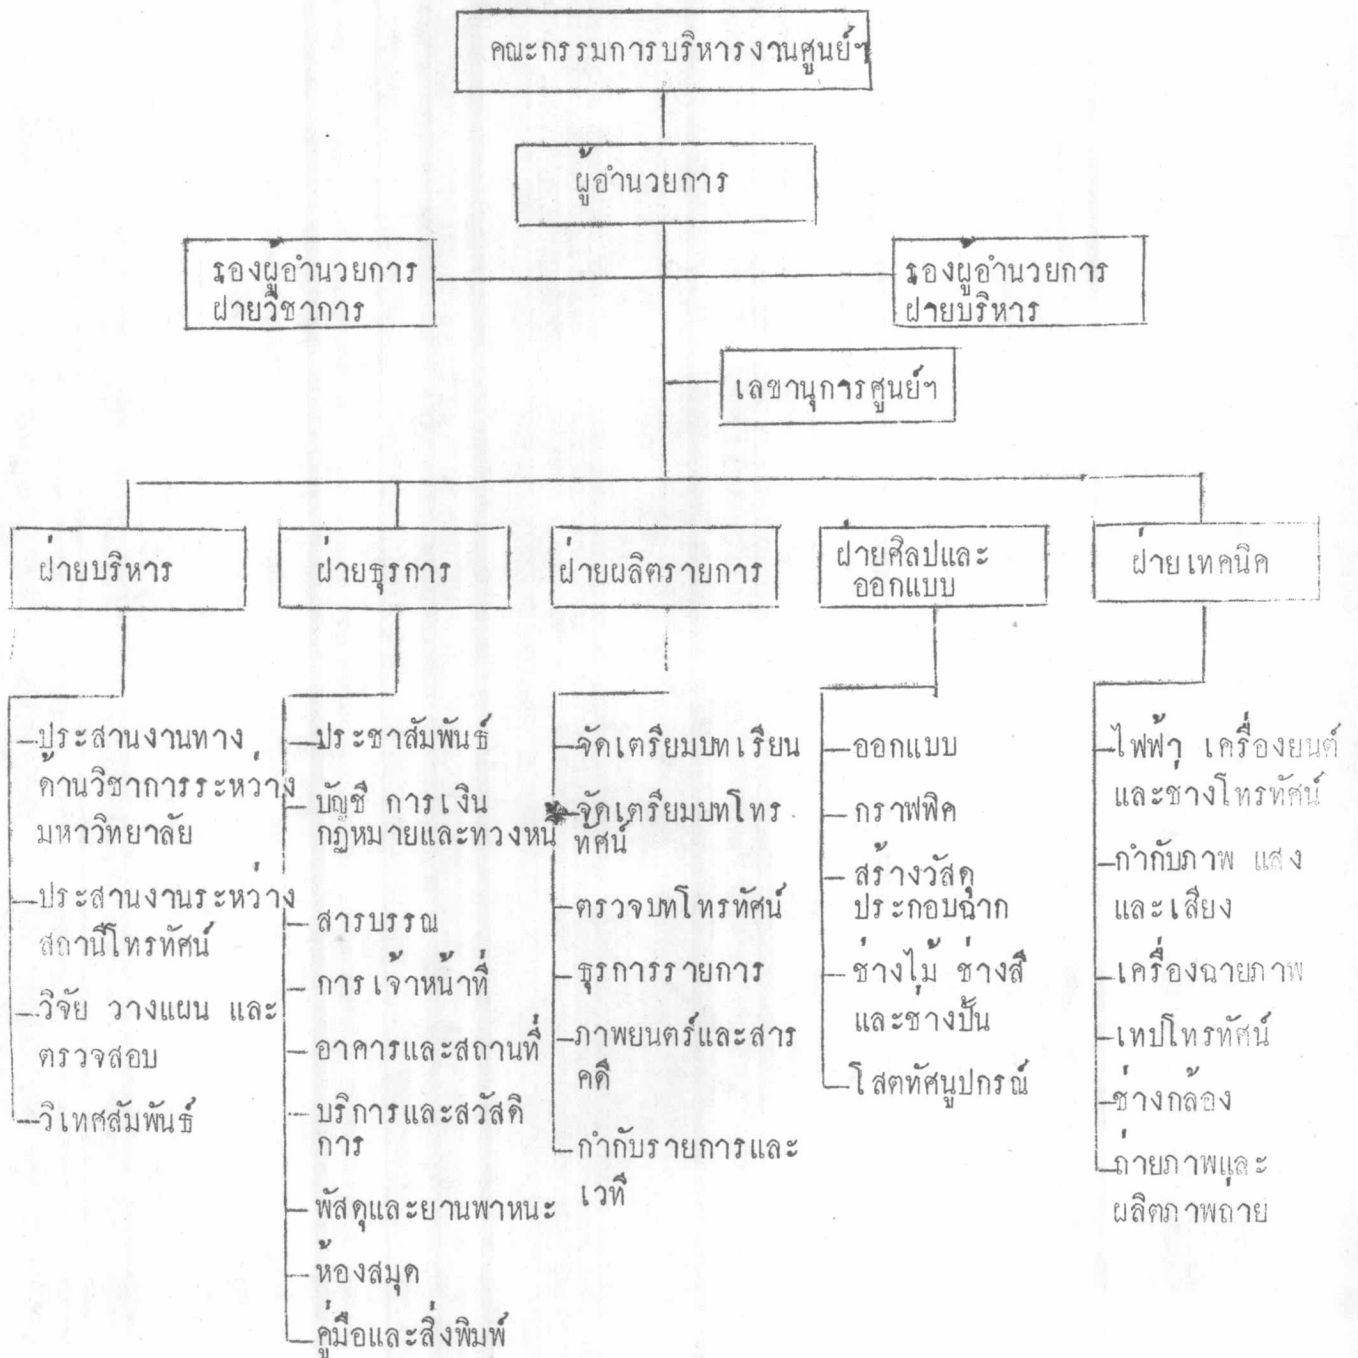 คณะกรรมการบริหารงานศูนย์ฯ
ผู้อำนวยการ
รองผู้อำนวยการ
ฝ่ายวิชาการ
รองผู้อำนวยการ
ฝ่ายบริหาร
เลขานุการศูนย์ฯ
ฝ่ายบริหาร
ประสานงานทาง
ด้านวิชาการระหว่าง
มหาวิทยาลัย
ประสานงานระหว่าง
สถานีโทรทัศน์
วิจัย วางแผน และ
ตรวจสอบ
วิเทศสัมพันธ์
ฝ่ายธุรการ
ประชาสัมพันธ์
บัญชี การเงิน
กฎหมายและทวงหน
สารบรรณ
การเจ้าหน้าที่
อาคารและสถานที่
บริการและสวัสดิ
การ
พัสดุและยานพาหนะ
ห้องสมุด
คู่มือและสิ่งพิมพ์
ฝ่ายผลิตรายการ
จัดเตรียมบทเรียน
จัดเตรียมบทโทร
ทัศน์
ตรวจบทโทรทัศน์
ธุรการรายการ
ภาพยนตร์และสาร
คดี
กำกับรายการและ
เวที
ฝ่ายศิลปและ
ออกแบบ
ออกแบบ
กราฟฟิค
สร้างวัสดุ
ประกอบฉาก
ช่างไม้ ช่างสี
และช่างปั้น
โสตทัศนูปกรณ์
ฝ่ายเทคนิค
ไฟฟ้า เครื่องยนต์
และช่างโทรทัศน์
กำกับภาพ แสง
และเสียง
เครื่องฉายภาพ
เทปโทรทัศน์
ช่างกล้อง
ถ่ายภาพและ
ผลิตภาพถ่าย